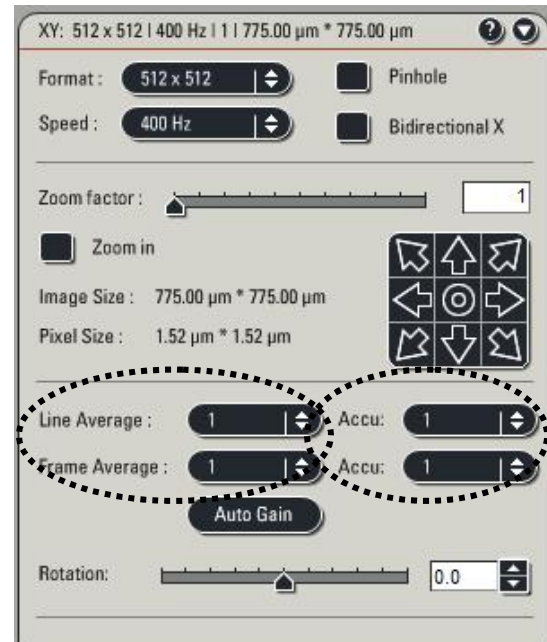 XY: 512 x 512 | 400 Hz | 1 | 775.00 µm * 775.00 µm ?
Format : 512 x 512 Pinhole
Speed : 400 Hz Bidirectional X
Zoom factor : 1
Zoom in
Image Size : 775.00 µm * 775.00 µm
Pixel Size : 1.52 µm * 1.52 µm
Line Average : 1 Accu: 1
Frame Average : 1 Accu: 1
Auto Gain
Rotation: 0.0